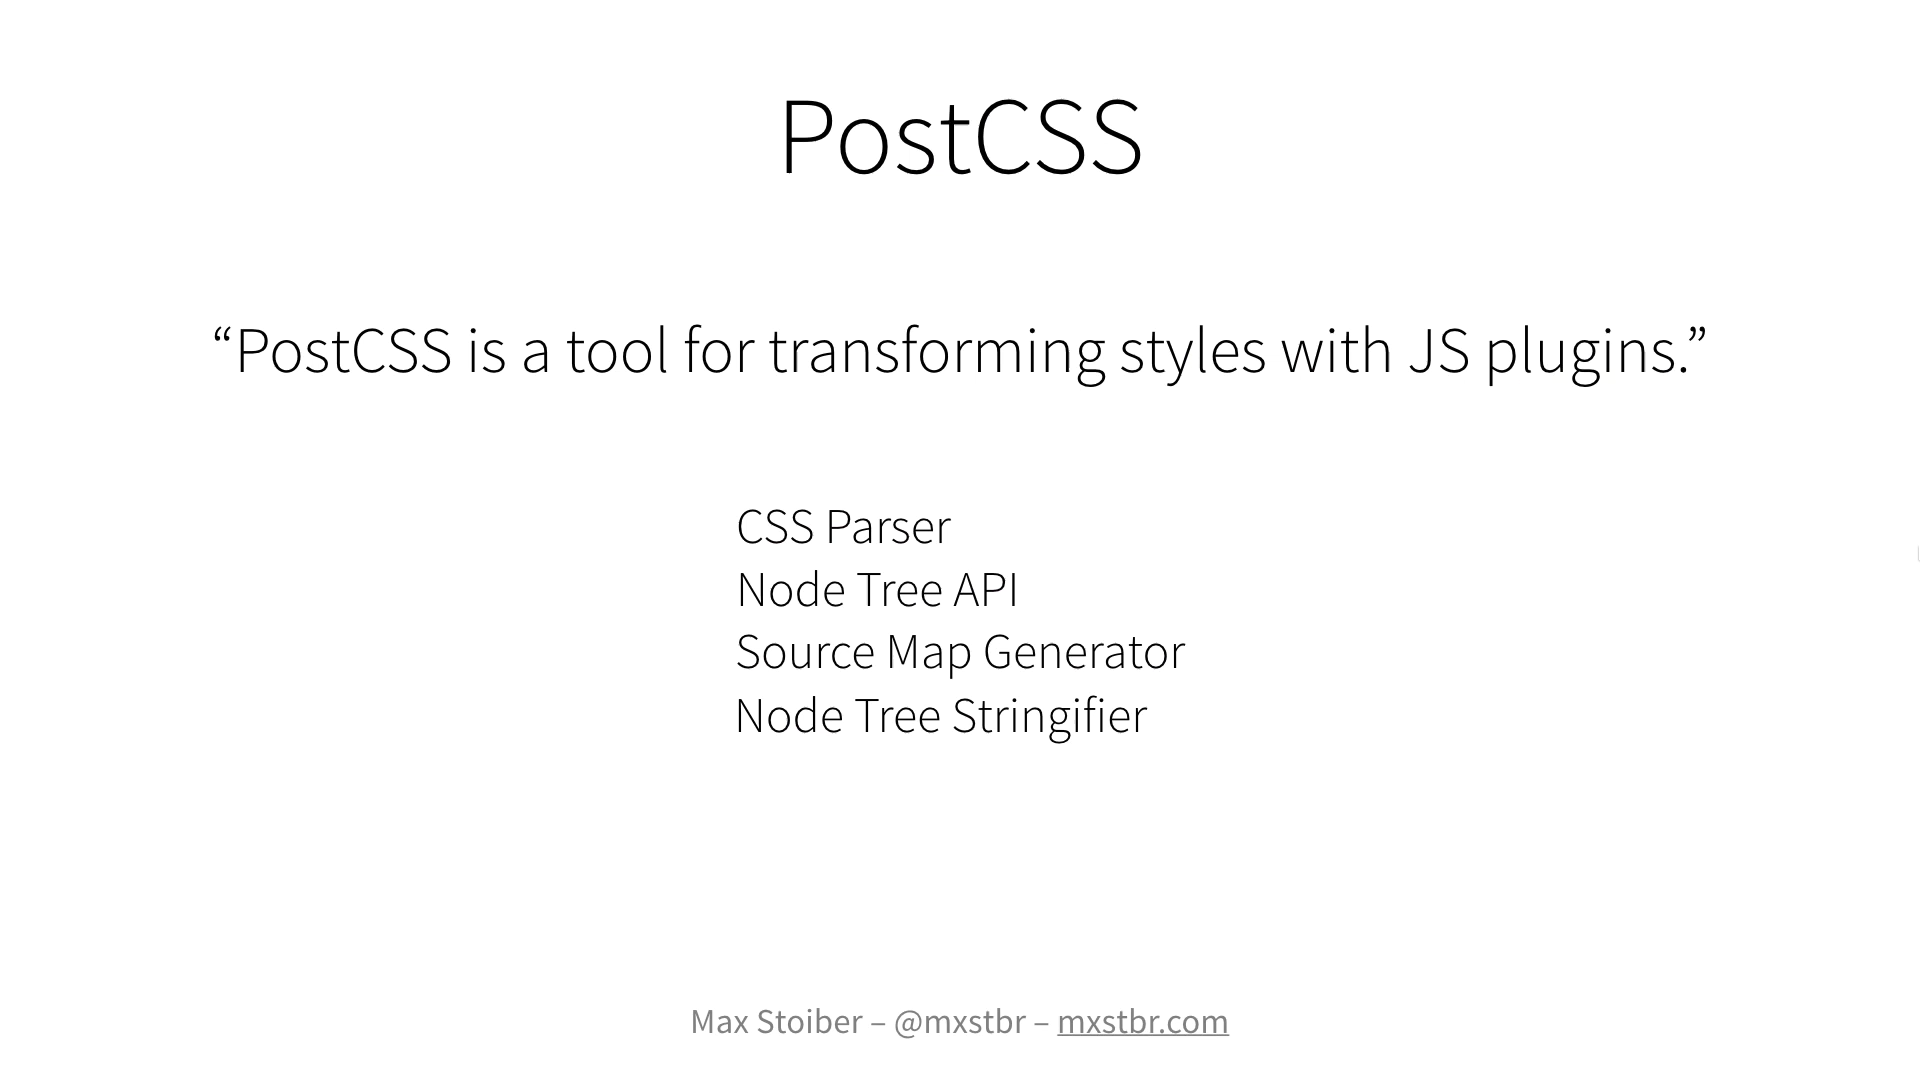 PostCSS
“PostCSS is a tool for transforming styles with JS plugins.”
CSS Parser
Node Tree API
Source Map Generator
Node Tree Stringifier
Max Stoiber – @mxstbr – mxstbr.com